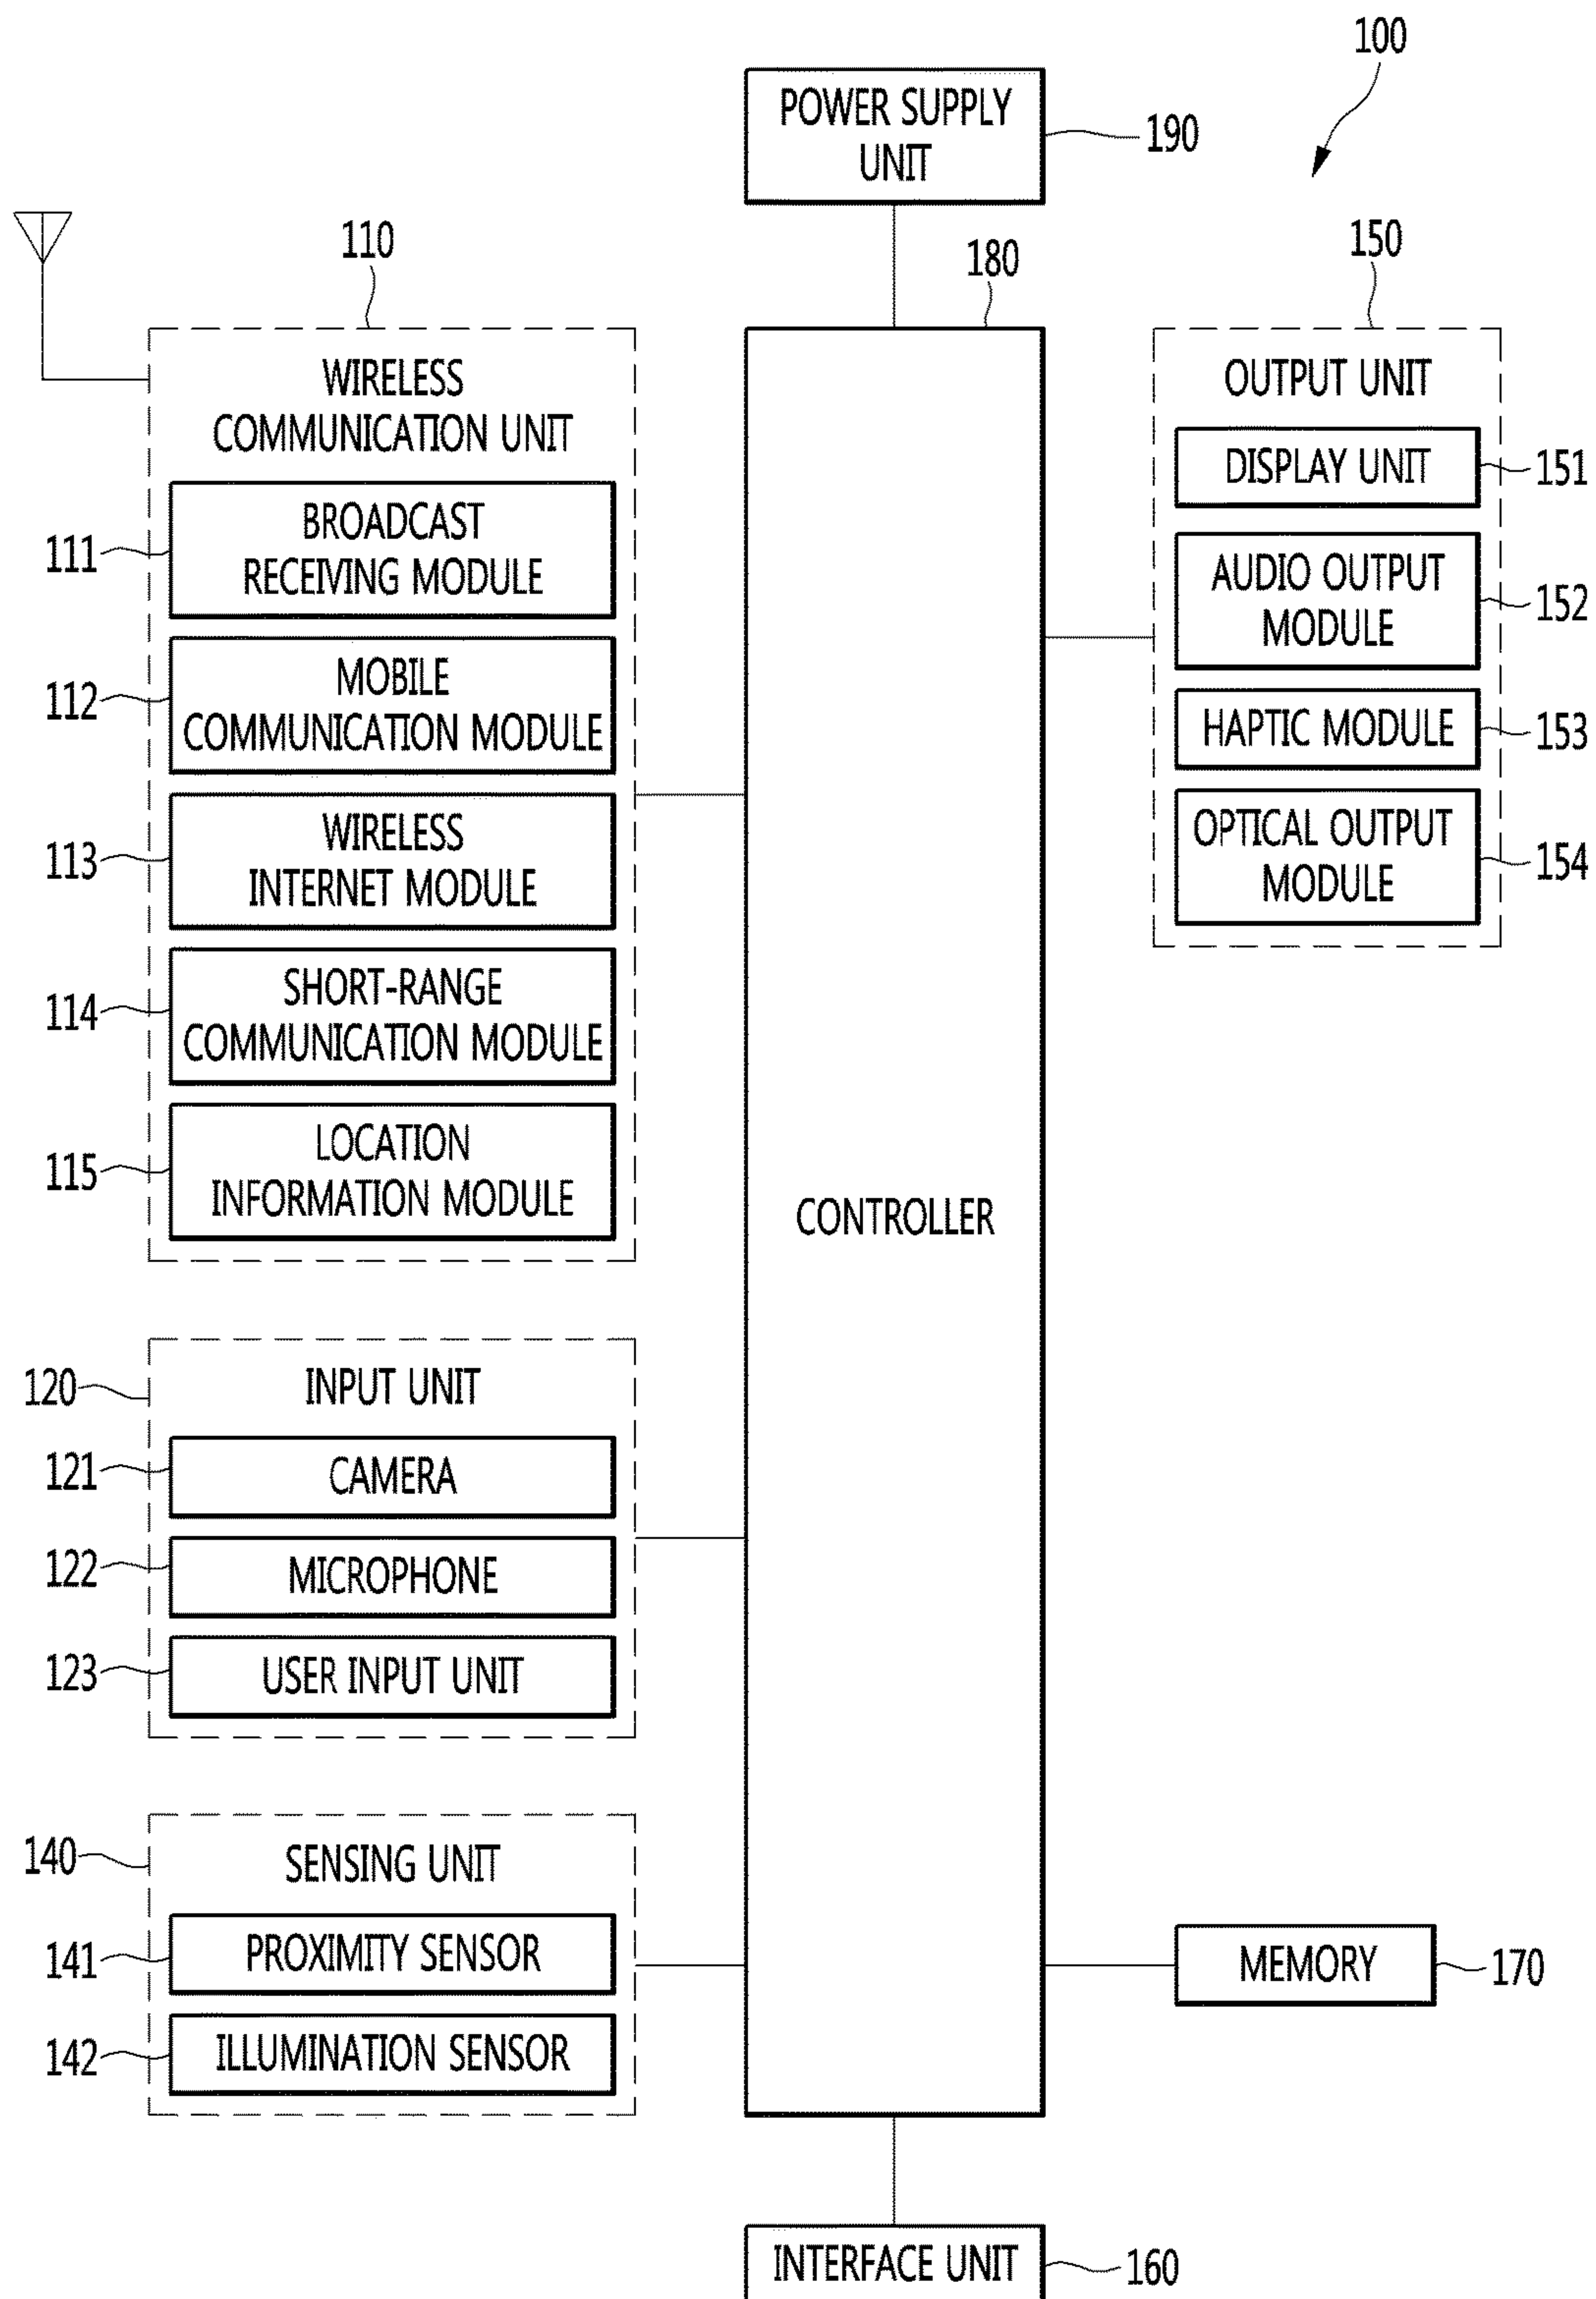 100
POWER SUPPLY
UNIT
190
110
180
150
WIRELESS
COMMUNICATION UNIT
111
BROADCAST
RECEIVING MODULE
112
MOBILE
COMMUNICATION MODULE
113
WIRELESS
INTERNET MODULE
114
SHORT-RANGE
COMMUNICATION MODULE
115
LOCATION
INFORMATION MODULE
120
INPUT UNIT
121
CAMERA
122
MICROPHONE
123
USER INPUT UNIT
140
SENSING UNIT
141
PROXIMITY SENSOR
142
ILLUMINATION SENSOR
CONTROLLER
OUTPUT UNIT
DISPLAY UNIT
151
AUDIO OUTPUT
MODULE
152
HAPTIC MODULE
153
OPTICAL OUTPUT
MODULE
154
MEMORY
170
INTERFACE UNIT
160